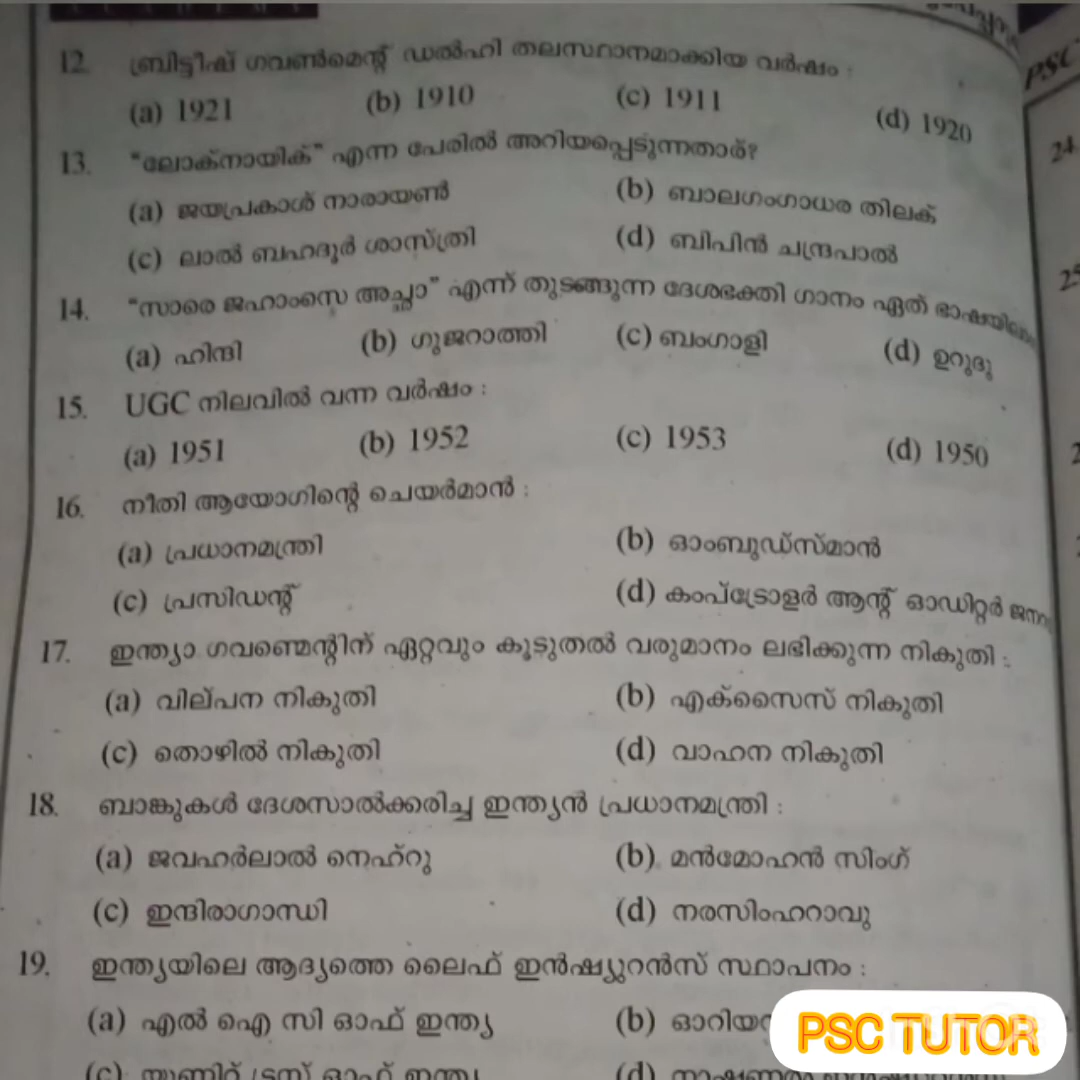 12. ബ്രിട്ടീഷ് ഗവൺമെന്റ് ഡൽഹി തലസ്ഥാനമാക്കിയ വർഷം :
(a) 1921 (b) 1910 (c) 1911 (d) 1920
13. "ലോക്നായിക്" എന്ന പേരിൽ അറിയപ്പെടുന്നതാര്?
(a) ജയപ്രകാശ് നാരായൺ (b) ബാലഗംഗാധര തിലക്
(c) ലാൽ ബഹദൂർ ശാസ്ത്രി (d) ബിപിൻ ചന്ദ്രപാൽ
14. "സാരെ ജഹാംസെ അച്ഛാ" എന്ന് തുടങ്ങുന്ന ദേശഭക്തി ഗാനം ഏത്
(a) ഹിന്ദി (b) ഗുജറാത്തി (c) ബംഗാളി (d) ഉറുദു
15. UGC നിലവിൽ വന്ന വർഷം :
(a) 1951 (b) 1952 (c) 1953 (d) 1950
16. നീതി ആയോഗിന്റെ ചെയർമാൻ :
(a) പ്രധാനമന്ത്രി (b) ഓംബുഡ്സ്മാൻ
(c) പ്രസിഡന്റ് (d) കംപ്ട്രോളർ ആന്റ് ഓഡിറ്റർ
17. ഇന്ത്യാ ഗവണ്മെന്റിന് ഏറ്റവും കൂടുതൽ വരുമാനം ലഭിക്കുന്ന നികുതി :
(a) വില്പന നികുതി (b) എക്സൈസ് നികുതി
(c) തൊഴിൽ നികുതി (d) വാഹന നികുതി
18. ബാങ്കുകൾ ദേശസാൽക്കരിച്ച ഇന്ത്യൻ പ്രധാനമന്ത്രി :
(a) ജവഹർലാൽ നെഹ്റു (b) മൻമോഹൻ സിംഗ്
(c) ഇന്ദിരാഗാന്ധി (d) നരസിംഹറാവു
19. ഇന്ത്യയിലെ ആദ്യത്തെ ലൈഫ് ഇൻഷ്യുറൻസ് സ്ഥാപനം :
(a) എൽ ഐ സി ഓഫ് ഇന്ത്യ (b)
(c) (d)
PSC
24
PSC TUTOR